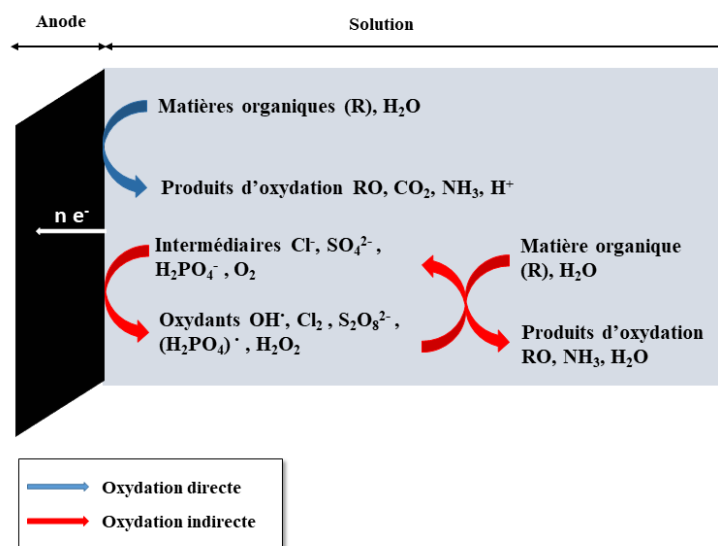 Anode
Solution
Matières organiques (R), H₂O
Produits d’oxydation RO, CO₂, NH₃, H⁺
n e⁻
Intermédiaires Cl⁻, SO₄²⁻,
H₂PO₄⁻ , O₂
Oxydants OH˙, Cl₂ , S₂O₈²⁻,
(H₂PO₄)˙ , H₂O₂
Matière organique
(R), H₂O
Produits d’oxydation
RO, NH₃, H₂O
Oxydation directe
Oxydation indirecte